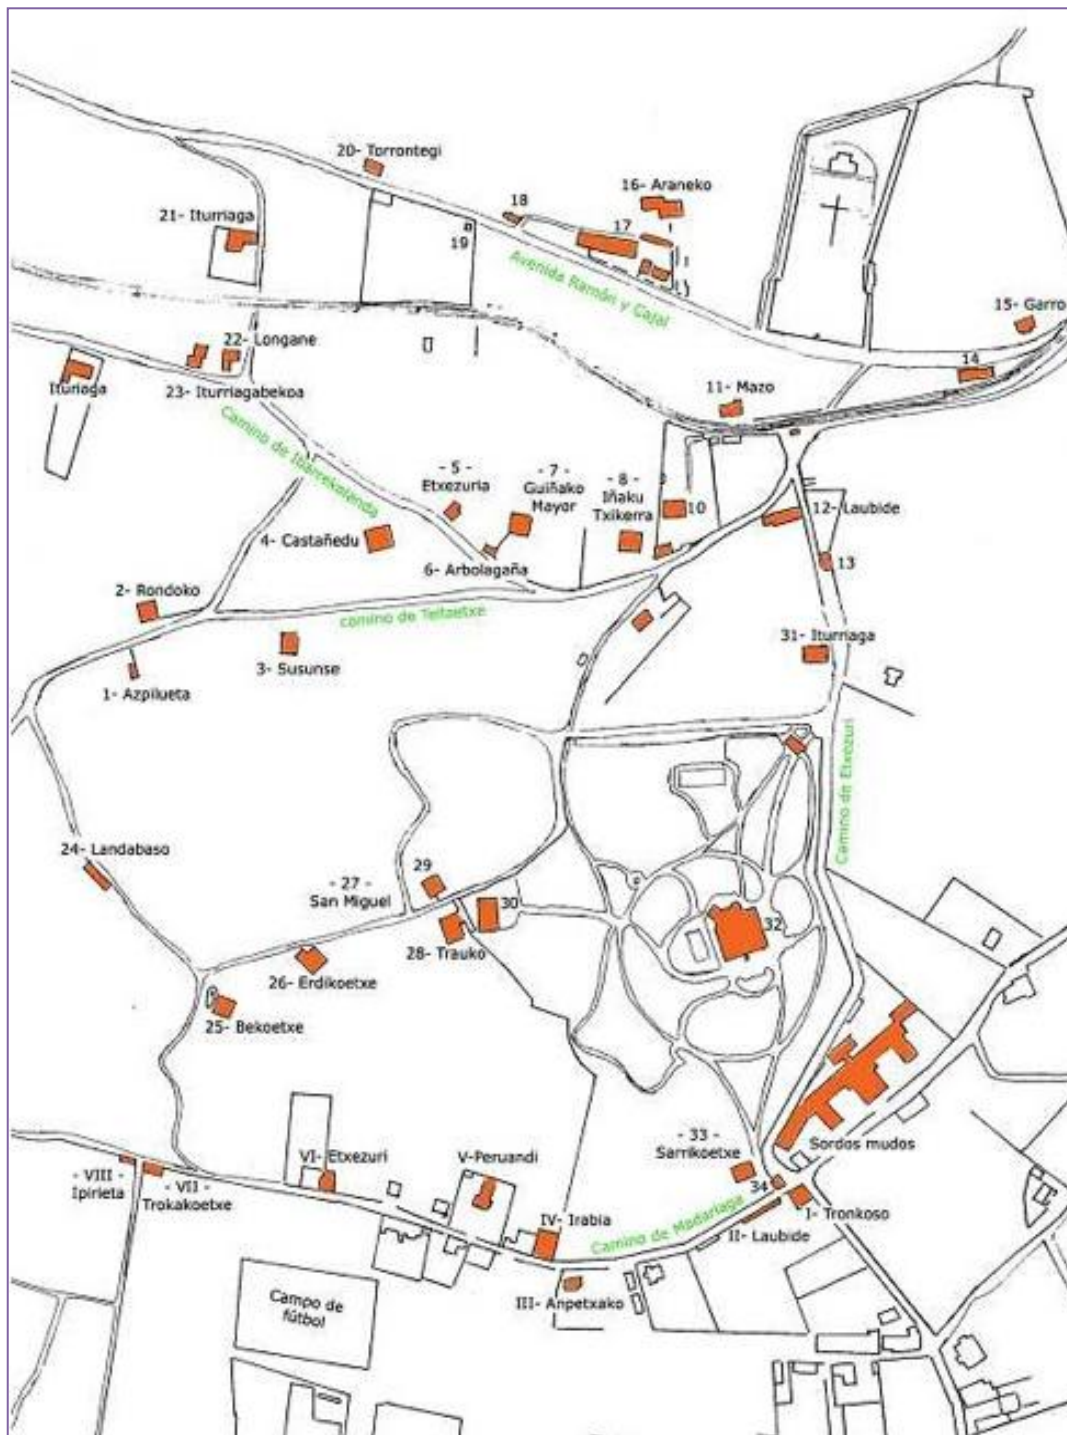 20- Torrontegi
16- Araneko
18
17
21- Iturriaga
19
Avenida Ramón y Cajal
15- Garro
22- Longane
14
Ituriaga
23- Iturriagabekoa
11- Mazo
Camino de Ibarrekolanda
- 5 -
Etxezuria
- 7 -
Guiñako
Mayor
- 8 -
Iñaku
Txikerra
10
12- Laubide
4- Castañedu
6- Arbolagaña
13
2- Rondoko
camino de Telfaetxe
31- Iturriaga
3- Susunse
1- Azpilueta
Camino de Etxezuri
24- Landabaso
29
- 27 -
San Miguel
30
32
28- Trauko
26- Erdikoetxe
25- Bekoetxe
Sordos mudos
- 33 -
Sarrikoetxe
VI- Etxezuri
V-Peruandi
- VIII -
Ipirieta
- VII -
Trokakoetxe
34
I- Tronkoso
IV- Irabia
Camino de Madariaga
II- Laubide
III- Anpetxako
Campo de
fútbol